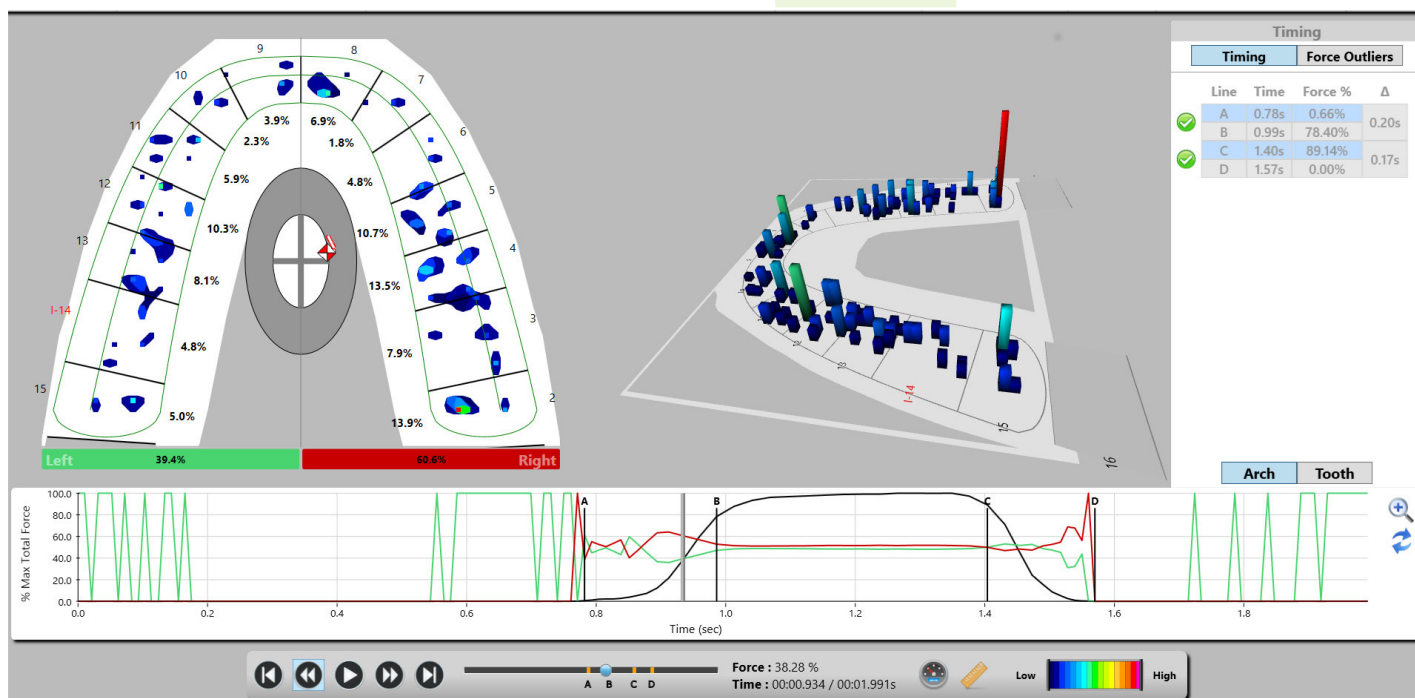 Timing
Timing Force Outliers
Line Time Force % Δ
A 0.78s 0.66% 0.20s
B 0.99s 78.40%
C 1.40s 89.14% 0.17s
D 1.57s 0.00%
9 8
10 7
11 6
12 5
13 4
I-14 3
15 2
3.9% 6.9%
2.3% 1.8%
5.9% 4.8%
10.3% 10.7%
8.1% 13.5%
4.8% 7.9%
5.0% 13.9%
Left 39.4% 60.6% Right
13
I-14
15
16
Arch Tooth
% Max Total Force
100.0
80.0
60.0
40.0
20.0
0.0
A B C D
0.0 0.2 0.4 0.6 0.8 1.0 1.2 1.4 1.6 1.8
Time (sec)
A B C D
Force : 38.28 %
Time : 00:00.934 / 00:01.991s
Low High